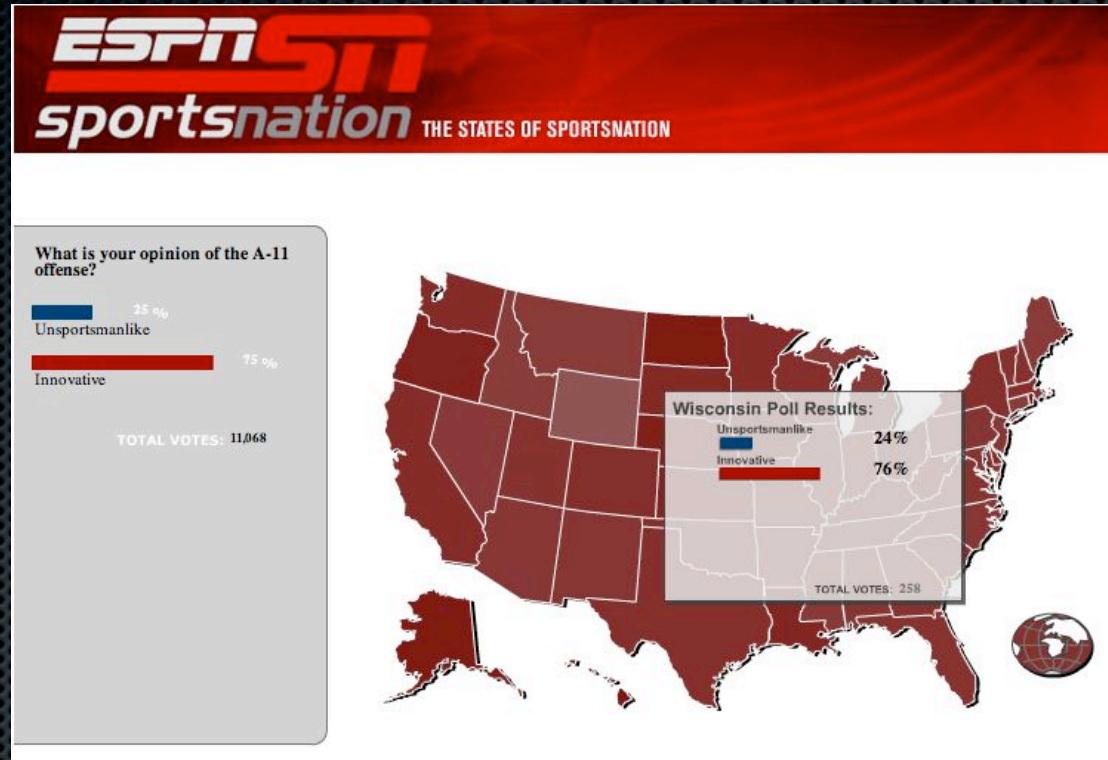 ESPN SN
sportsnation THE STATES OF SPORTSNATION
What is your opinion of the A-11
offense?
25 %
Unsportsmanlike
75 %
Innovative
TOTAL VOTES: 11,068
Wisconsin Poll Results:
Unsportsmanlike
24%
Innovative
76%
TOTAL VOTES: 258